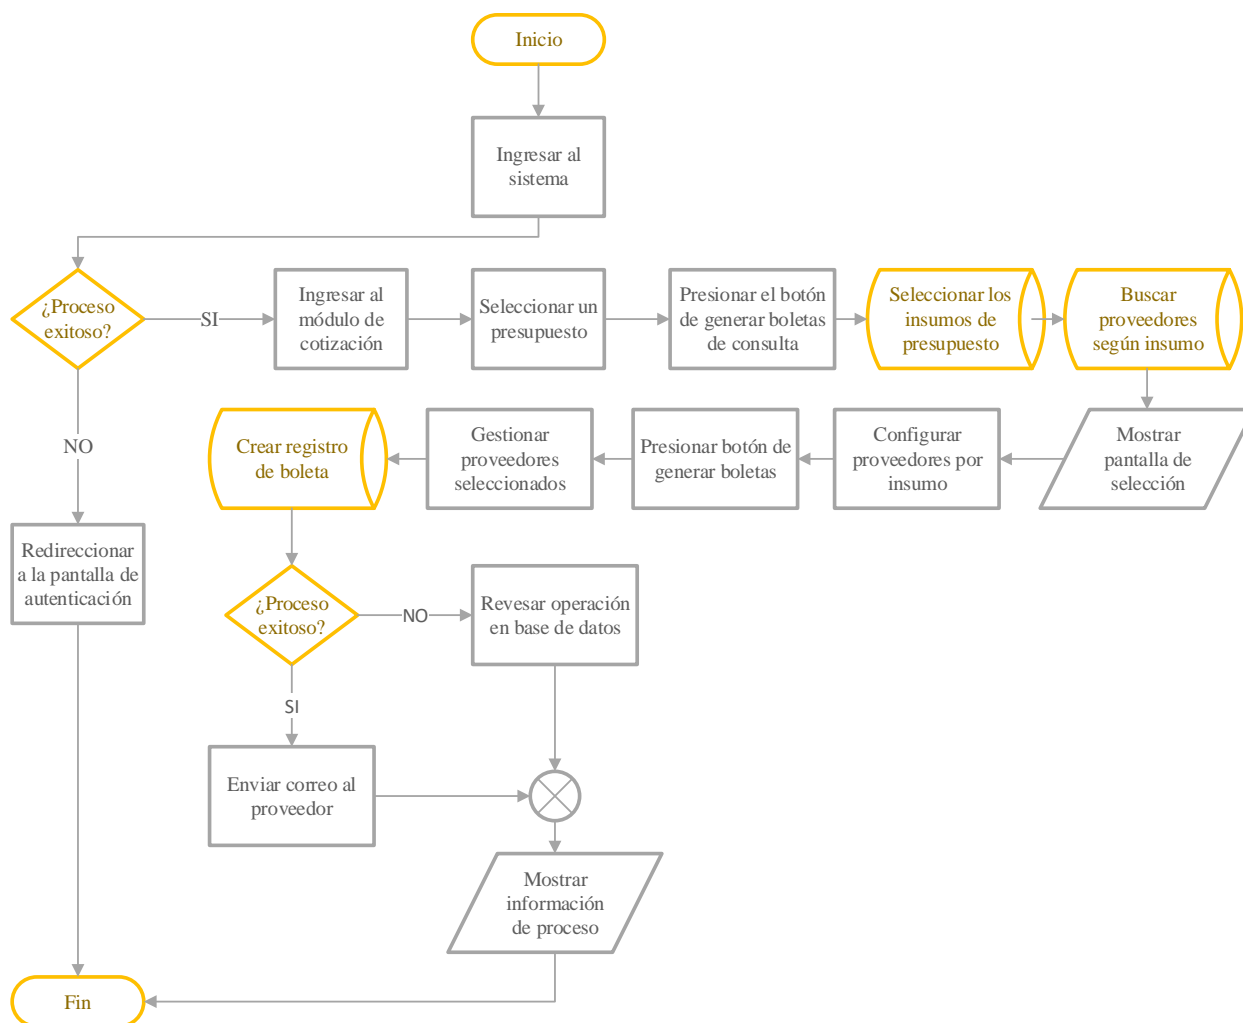 Inicio
Ingresar al
sistema
¿Proceso
exitoso?
SI
Ingresar al
módulo de
cotización
Seleccionar un
presupuesto
Presionar el botón
de generar boletas
de consulta
Seleccionar los
insumos de
presupuesto
Buscar
proveedores
según insumo
NO
Mostrar
pantalla de
selección
Configurar
proveedores por
insumo
Presionar botón de
generar boletas
Gestionar
proveedores
seleccionados
Crear registro
de boleta
Redireccionar
a la pantalla de
autenticación
¿Proceso
exitoso?
NO
Revesar operación
en base de datos
SI
Enviar correo al
proveedor
Mostrar
información
de proceso
Fin